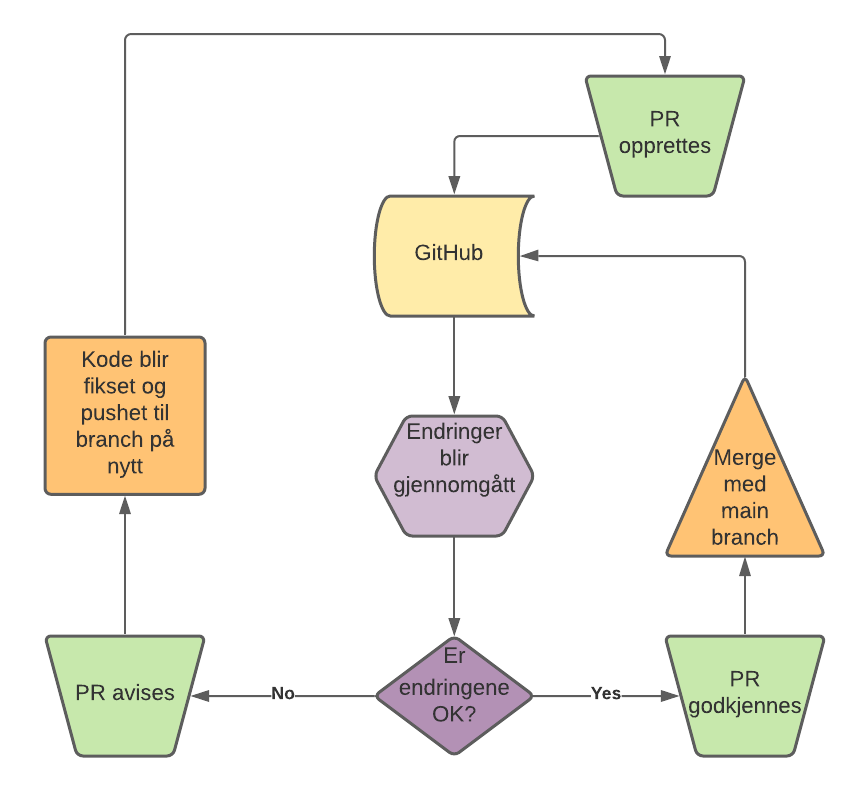 PR
opprettes
GitHub
Kode blir
fikset og
pushet til
branch på
nytt
Endringer
blir
gjennomgått
Merge
med
main
branch
PR avises
No
Er
endringene
OK?
Yes
PR
godkjennes